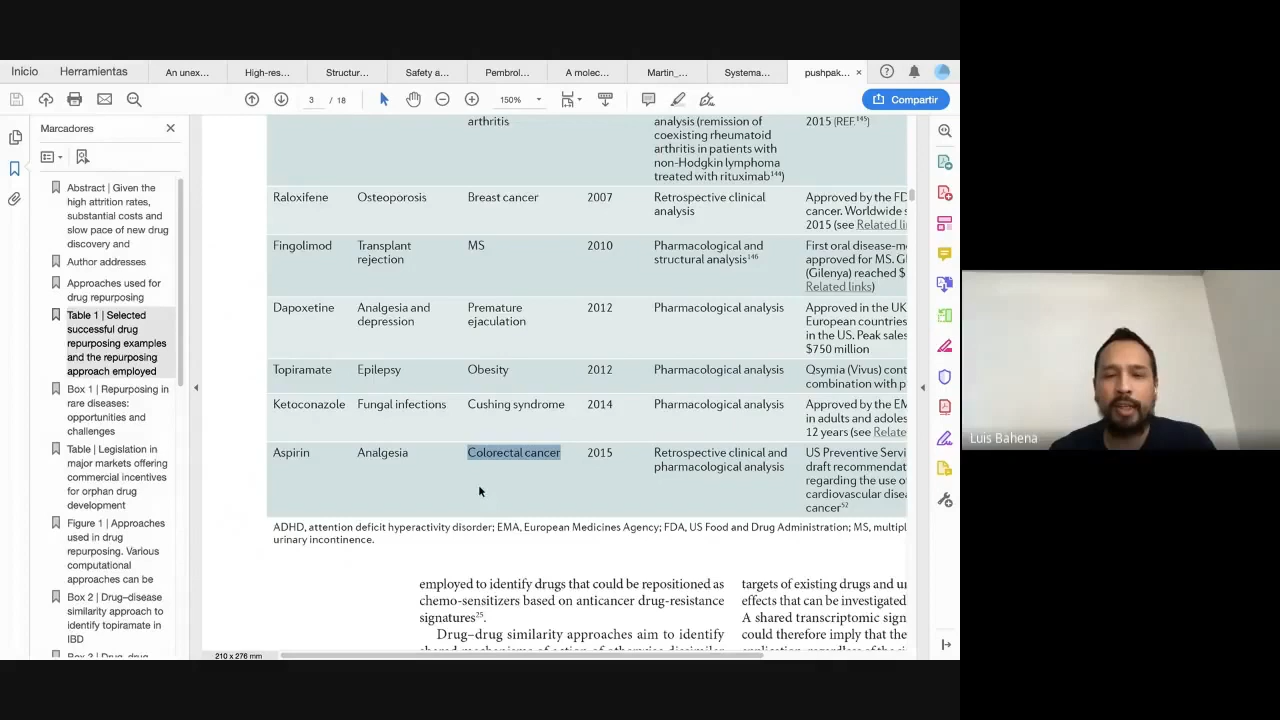 Inicio Herramientas An unex... High-res... Structur... Safety a... Pembrol... A molec... Martin_... Systema... pushpak... ×
3 / 18 150% Compartir
Marcadores
Abstract | Given the
high attrition rates,
substantial costs and
slow pace of new drug
discovery and
Author addresses
Approaches used for
drug repurposing
Table 1 | Selected
successful drug
repurposing examples
and the repurposing
approach employed
Box 1 | Repurposing in
rare diseases:
opportunities and
challenges
Table | Legislation in
major markets offering
commercial incentives
for orphan drug
development
Figure 1 | Approaches
used in drug
repurposing. Various
computational
approaches can be
Box 2 | Drug–disease
similarity approach to
identify topiramate in
IBD
arthritis analysis (remission of 2015 (REF.145)
coexisting rheumatoid
arthritis in patients with
non-Hodgkin lymphoma
treated with rituximab144)
Raloxifene Osteoporosis Breast cancer 2007 Retrospective clinical Approved by the FD
analysis cancer. Worldwide s
2015 (see Related li
Fingolimod Transplant MS 2010 Pharmacological and First oral disease-m
rejection structural analysis146 approved for MS. Gl
(Gilenya) reached $
Related links)
Dapoxetine Analgesia and Premature 2012 Pharmacological analysis Approved in the UK
depression ejaculation European countries
in the US. Peak sales
$750 million
Topiramate Epilepsy Obesity 2012 Pharmacological analysis Qsymia (Vivus) cont
combination with p
Ketoconazole Fungal infections Cushing syndrome 2014 Pharmacological analysis Approved by the EM
in adults and adoles
12 years (see Relate
Aspirin Analgesia Colorectal cancer 2015 Retrospective clinical and US Preventive Servi
pharmacological analysis draft recommendat
regarding the use o
cardiovascular disea
cancer52
ADHD, attention deficit hyperactivity disorder; EMA, European Medicines Agency; FDA, US Food and Drug Administration; MS, multipl
urinary incontinence.
employed to identify drugs that could be repositioned as
chemo-sensitizers based on anticancer drug-resistance
signatures25.
Drug–drug similarity approaches aim to identify
targets of existing drugs and u
effects that can be investigated
A shared transcriptomic sign
could therefore imply that the
210 x 276 mm
Luis Bahena